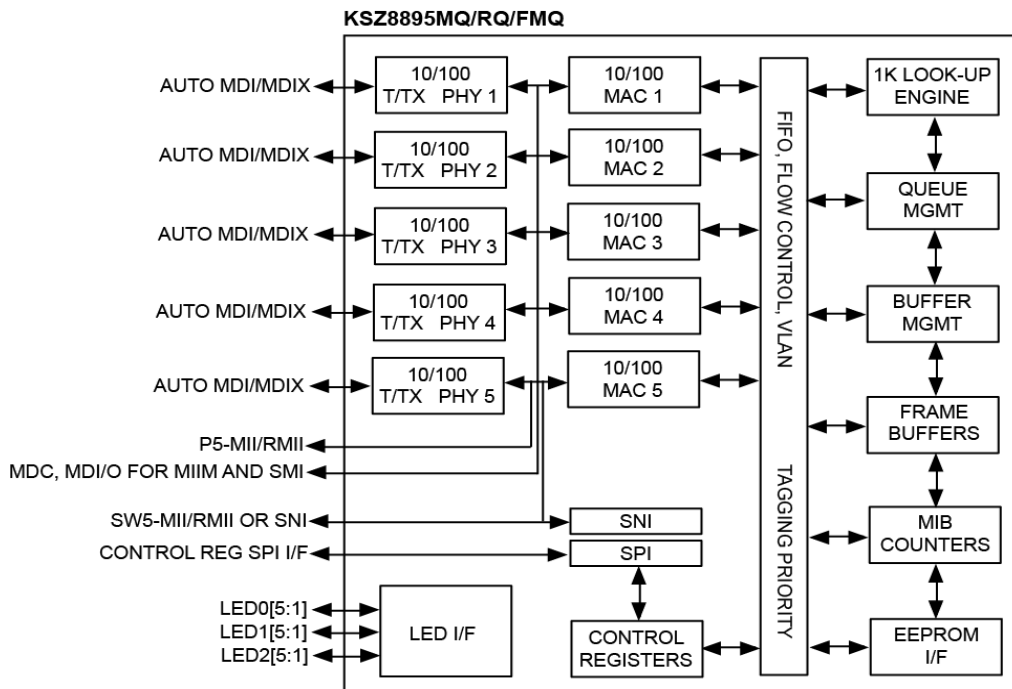 KSZ8895MQ/RQ/FMQ
AUTO MDI/MDIX
10/100
T/TX PHY 1
10/100
MAC 1
1K LOOK-UP
ENGINE
AUTO MDI/MDIX
10/100
T/TX PHY 2
10/100
MAC 2
QUEUE
MGMT
AUTO MDI/MDIX
10/100
T/TX PHY 3
10/100
MAC 3
AUTO MDI/MDIX
10/100
T/TX PHY 4
10/100
MAC 4
BUFFER
MGMT
AUTO MDI/MDIX
10/100
T/TX PHY 5
10/100
MAC 5
FRAME
BUFFERS
FIFO, FLOW CONTROL, VLAN TAGGING PRIORITY
P5-MII/RMII
MDC, MDI/O FOR MIIM AND SMI
SW5-MII/RMII OR SNI
SNI
MIB
COUNTERS
CONTROL REG SPI I/F
SPI
LED0[5:1]
LED1[5:1]
LED2[5:1]
LED I/F
CONTROL
REGISTERS
EEPROM
I/F